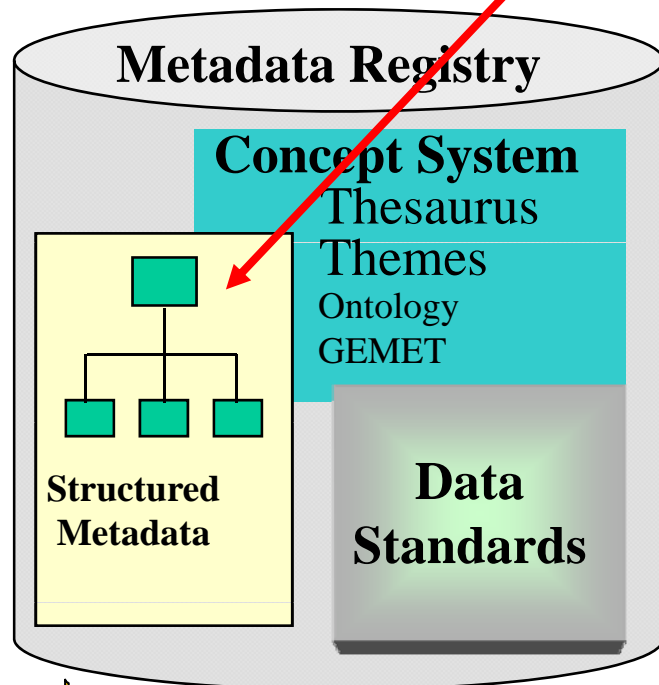 Metadata Registry
Concept System
Thesaurus
Themes
Ontology
GEMET
Structured
Metadata
Data
Standards